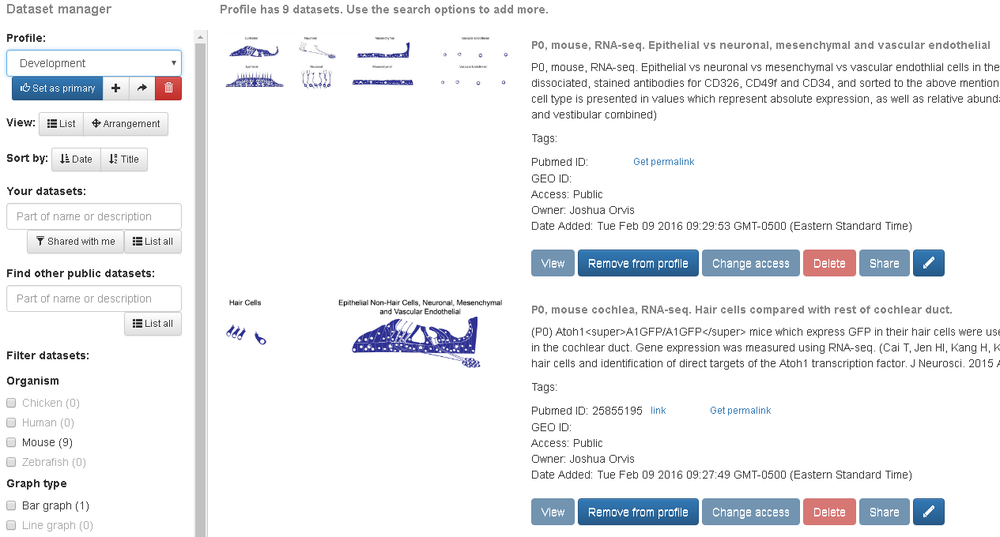 Dataset manager
Profile:
Development
Set as primary
View: List Arrangement
Sort by: Date Title
Your datasets:
Part of name or description
Shared with me List all
Find other public datasets:
Part of name or description
List all
Filter datasets:
Organism
Chicken (0)
Human (0)
Mouse (9)
Zebrafish (0)
Graph type
Bar graph (1)
Line graph (0)
Profile has 9 datasets. Use the search options to add more.
Epithelial Neuronal Mesenchymal Vascular Endothelial
Epithelial Neuronal Mesenchymal Vascular Endothelial
P0, mouse, RNA-seq. Epithelial vs neuronal, mesenchymal and vascular endothelial
P0, mouse, RNA-seq. Epithelial vs neuronal vs mesenchymal vs vascular endothlial cells in the
dissociated, stained antibodies for CD326, CD49f and CD34, and sorted to the above mention
cell type is presented in values which represent absolute expression, as well as relative abund
and vestibular combined)
Tags:
Pubmed ID: Get permalink
GEO ID:
Access: Public
Owner: Joshua Orvis
Date Added: Tue Feb 09 2016 09:29:53 GMT-0500 (Eastern Standard Time)
View Remove from profile Change access Delete Share
Hair Cells
Epithelial Non-Hair Cells, Neuronal, Mesenchymal
and Vascular Endothelial
P0, mouse cochlea, RNA-seq. Hair cells compared with rest of cochlear duct.
(P0) Atoh1<super>A1GFP/A1GFP</super> mice which express GFP in their hair cells were use
in the cochlear duct. Gene expression was measured using RNA-seq. (Cai T, Jen HI, Kang H, K
hair cells and identification of direct targets of the Atoh1 transcription factor. J Neurosci. 2015 A
Tags:
Pubmed ID: 25855195 link Get permalink
GEO ID:
Access: Public
Owner: Joshua Orvis
Date Added: Tue Feb 09 2016 09:27:49 GMT-0500 (Eastern Standard Time)
View Remove from profile Change access Delete Share